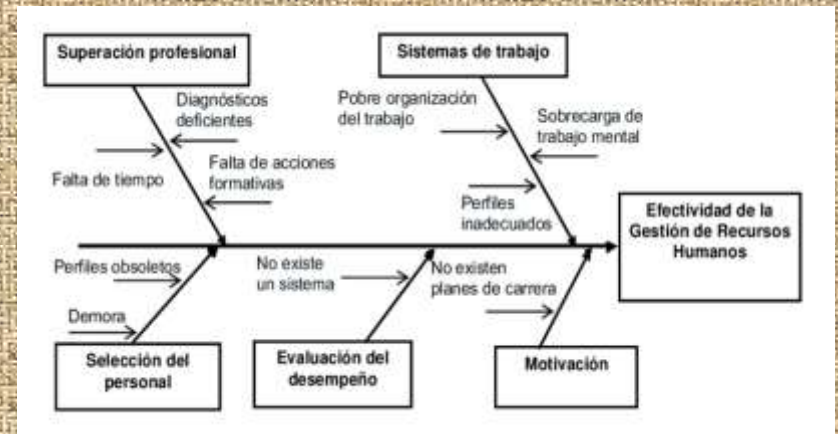 Superación profesional
Sistemas de trabajo
Diagnósticos
deficientes
Falta de tiempo
Falta de acciones
formativas
Pobre organización
del trabajo
Sobrecarga de
trabajo mental
Perfiles
inadecuados
Efectividad de la
Gestión de Recursos
Humanos
Perfiles obsoletos
Demora
No existe
un sistema
No existen
planes de carrera
Selección del
personal
Evaluación del
desempeño
Motivación